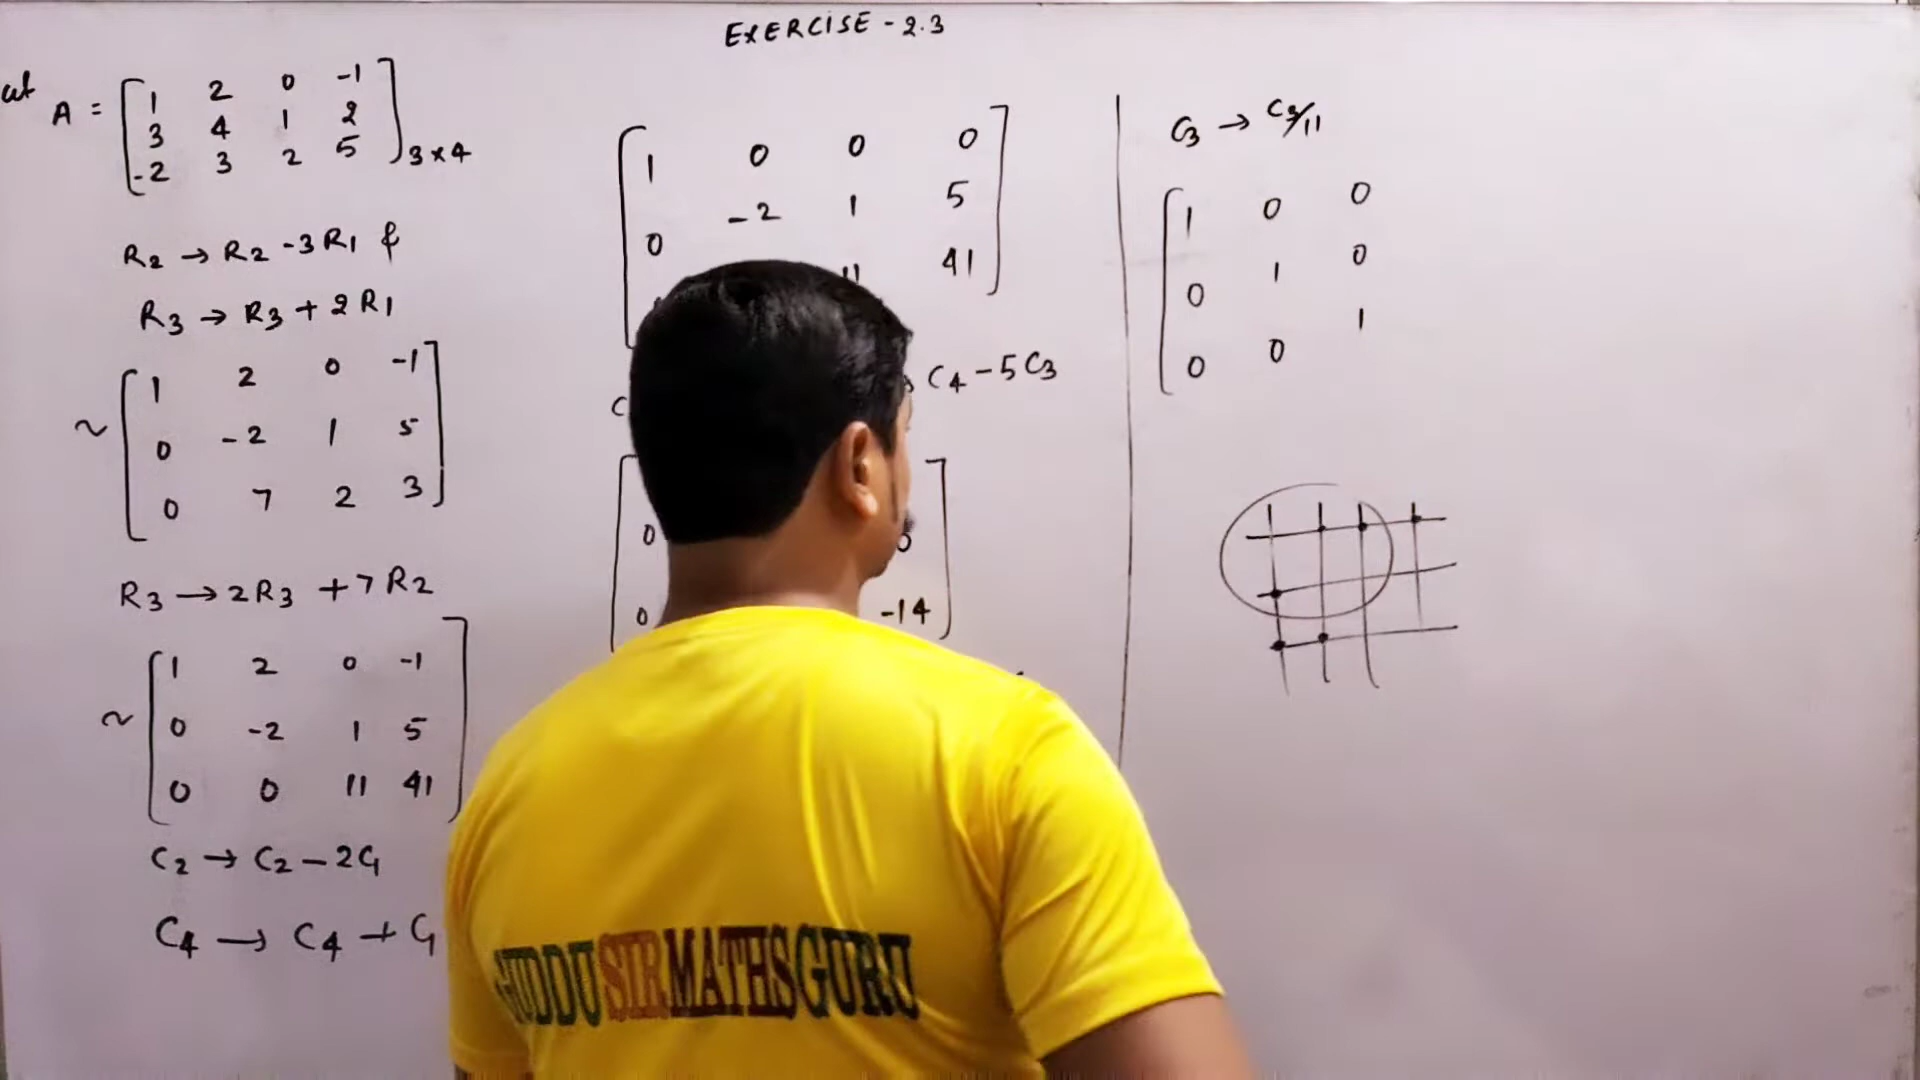 EXERCISE - 2.3
A = [1 2 0 -1
3 4 1 2
-2 3 2 5] 3×4
R2 → R2 - 3R1 &
R3 → R3 + 2R1
~ [1 2 0 -1
0 -2 1 5
0 7 2 3]
R3 → 2R3 + 7R2
~ [1 2 0 -1
0 -2 1 5
0 0 11 41]
C2 → C2 - 2C1
C4 → C4 + C1
[1 0 0 0
0 -2 1 5
11 41]
C4 - 5C3
0
0 -14
C3 → C3/11
[1 0 0
0 1 0
0 0 1
GUDDU SIR MATHS GURU